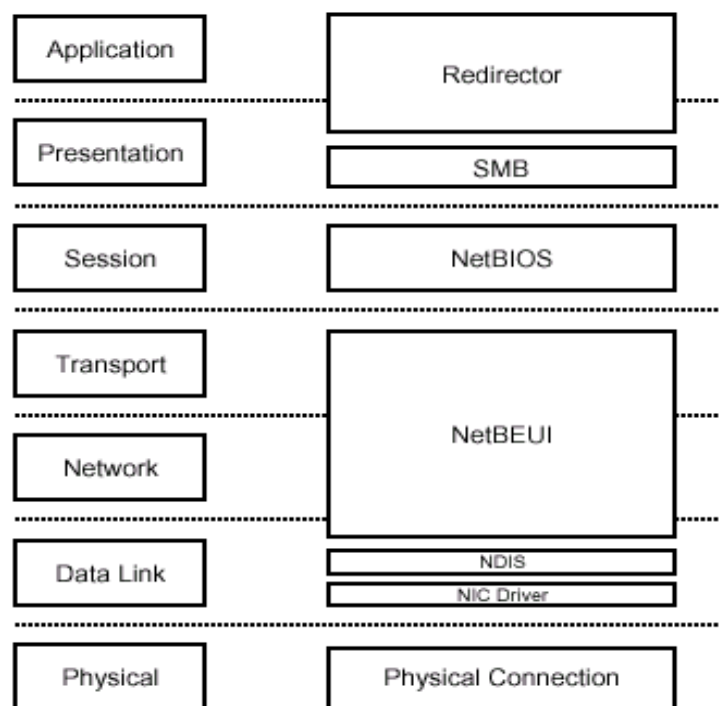 Application
Redirector
Presentation
SMB
Session
NetBIOS
Transport
NetBEUI
Network
NDIS
Data Link
NIC Driver
Physical
Physical Connection